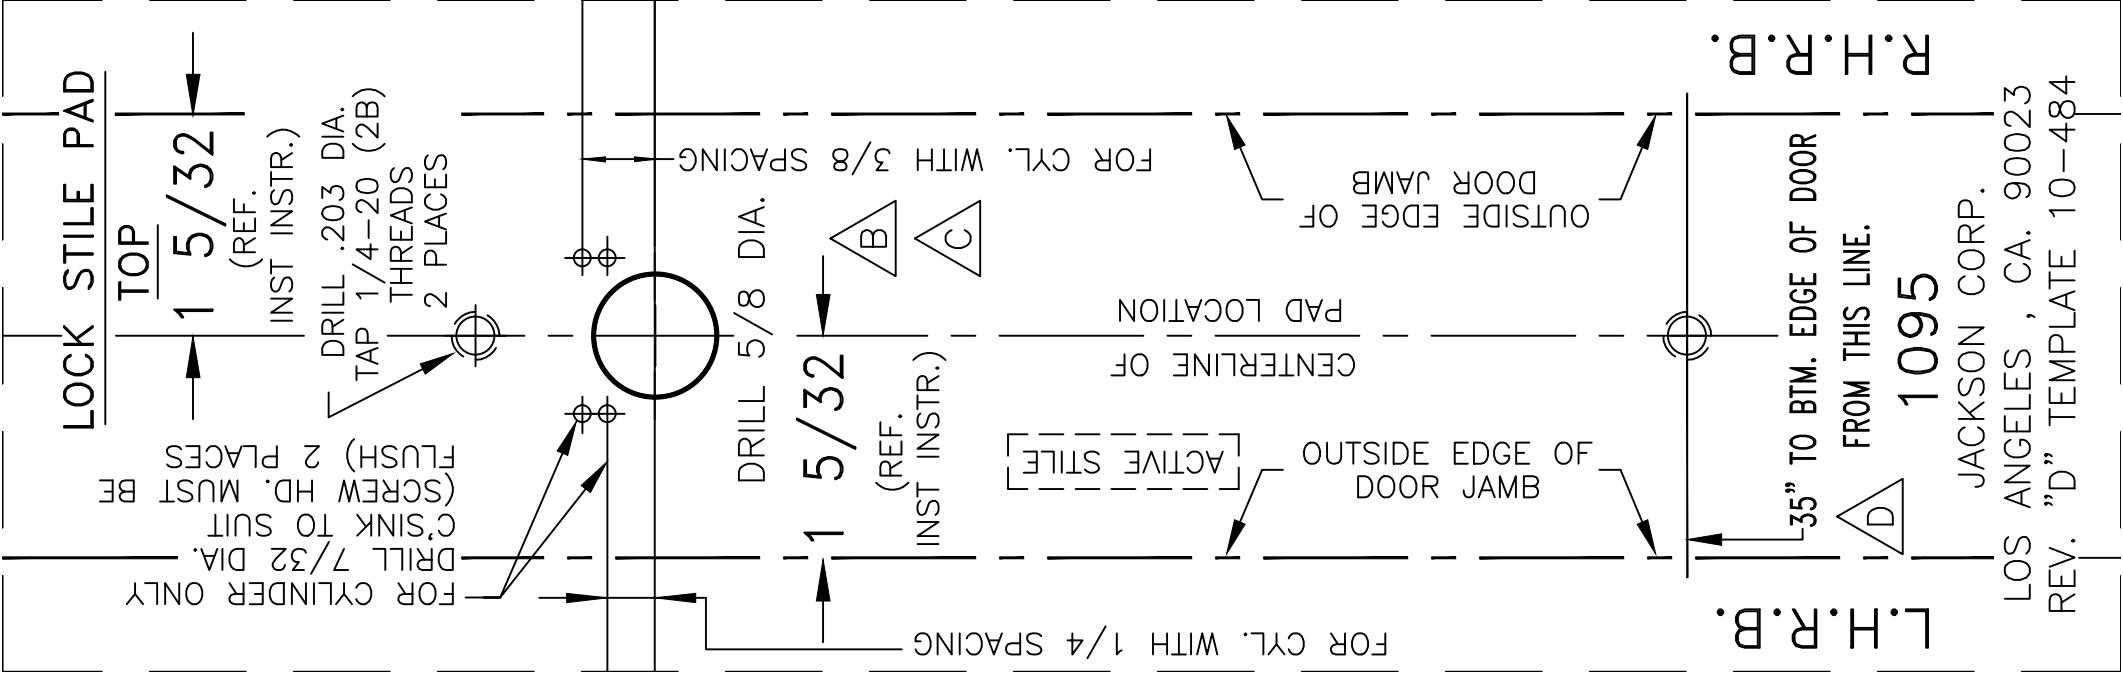 LOCK STILE PAD
TOP
1 5/32
(REF.
INST INSTR.)
DRILL .203 DIA.
TAP 1/4-20 (2B)
THREADS
2 PLACES
FOR CYLINDER ONLY
DRILL 7/32 DIA.
C'SINK TO SUIT
(SCREW HD. MUST BE
FLUSH) 2 PLACES
FOR CYL. WITH 3/8 SPACING
DRILL 5/8 DIA.
B
C
1 5/32
(REF.
INST INSTR.)
FOR CYL. WITH 1/4 SPACING
CENTERLINE OF
PAD LOCATION
ACTIVE STILE
OUTSIDE EDGE OF
DOOR JAMB
OUTSIDE EDGE OF
DOOR JAMB
R.H.R.B.
L.H.R.B.
35” TO BTM. EDGE OF DOOR
FROM THIS LINE.
D
1095
JACKSON CORP.
LOS ANGELES , CA. 90023
REV. ”D” TEMPLATE 10-484